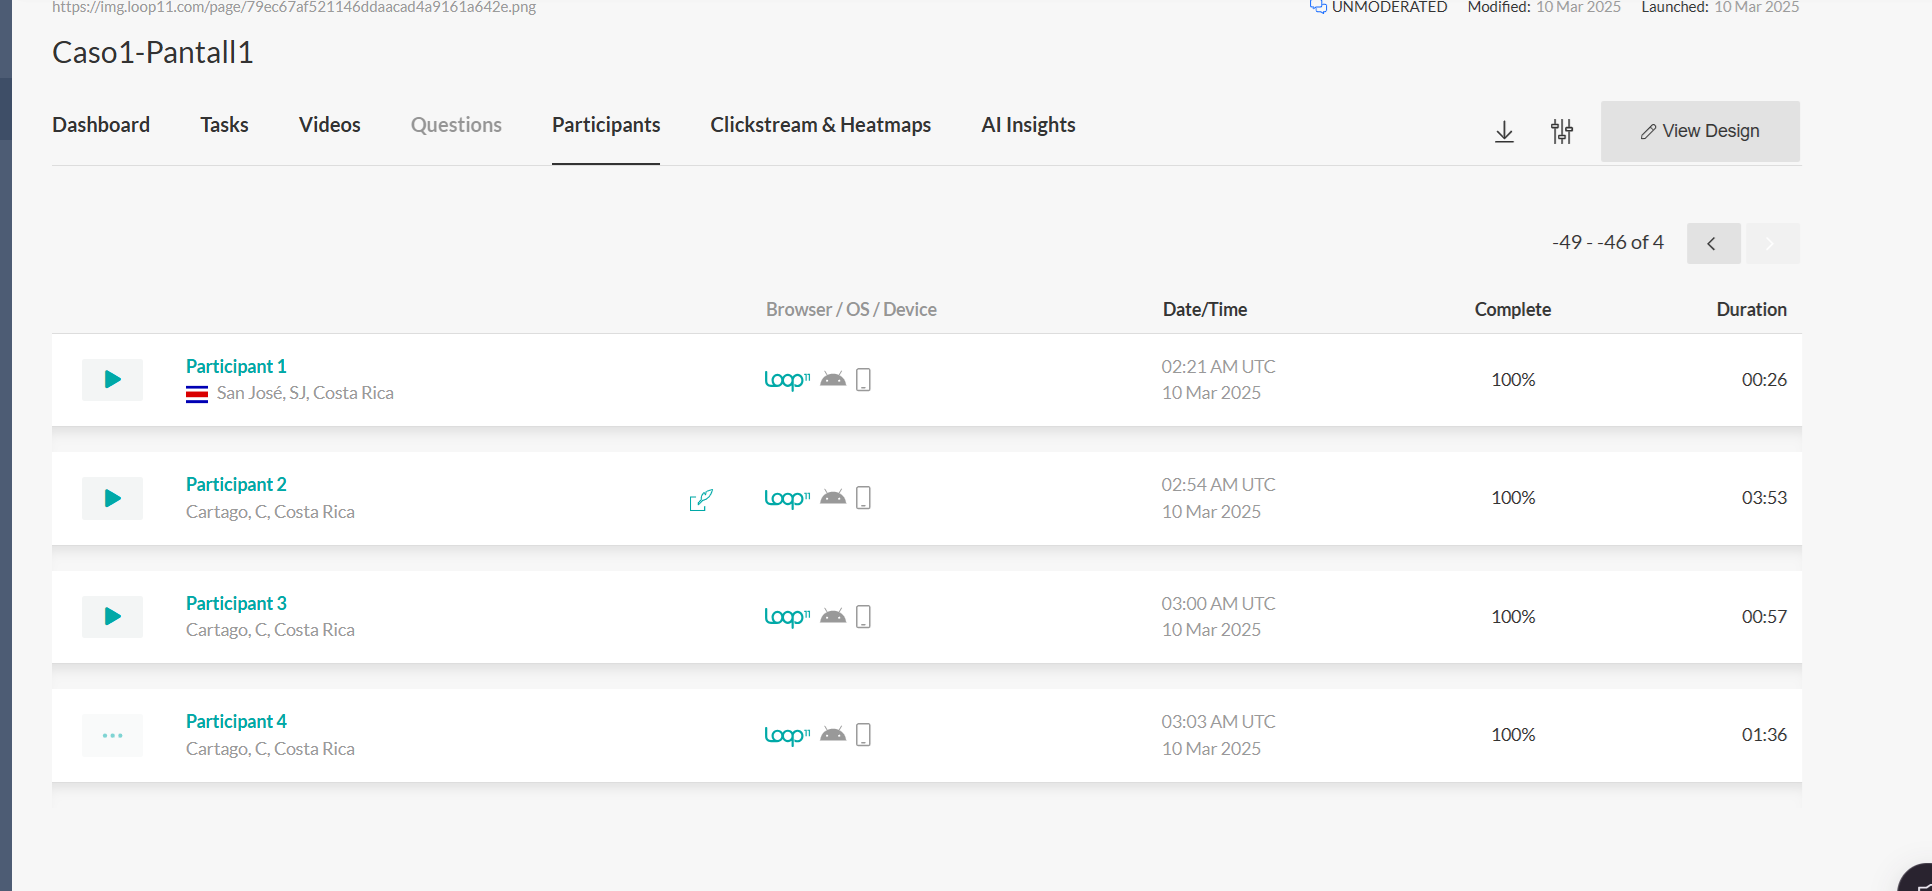 https://img.loop11.com/page/79ec67af521146ddaacad4a9161a642e.png
UNMODERATED Modified: 10 Mar 2025 Launched: 10 Mar 2025
Caso1-Pantall1
Dashboard Tasks Videos Questions Participants Clickstream & Heatmaps AI Insights View Design
-49 - -46 of 4
Browser / OS / Device Date/Time Complete Duration
Participant 1
San José, SJ, Costa Rica
loop11
02:21 AM UTC
10 Mar 2025
100%
00:26
Participant 2
Cartago, C, Costa Rica
loop11
02:54 AM UTC
10 Mar 2025
100%
03:53
Participant 3
Cartago, C, Costa Rica
loop11
03:00 AM UTC
10 Mar 2025
100%
00:57
Participant 4
Cartago, C, Costa Rica
loop11
03:03 AM UTC
10 Mar 2025
100%
01:36